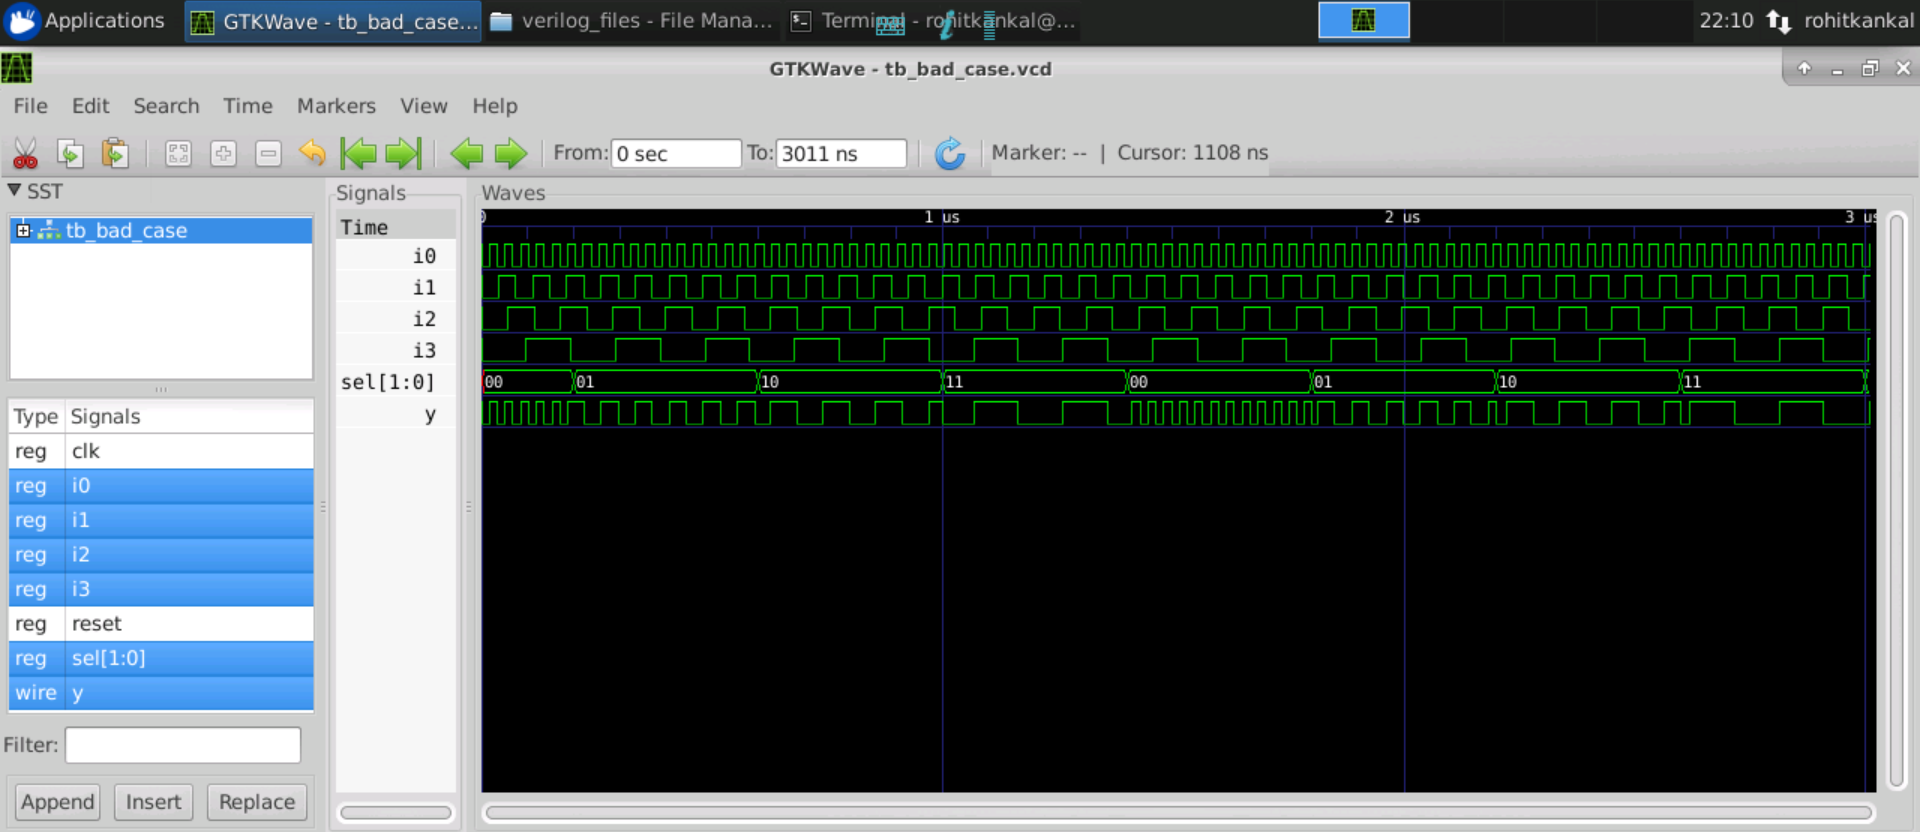 Applications GTKWave - tb_bad_case... verilog_files - File Mana... Terminal - rohitkankal@... 22:10 rohitkankal
GTKWave - tb_bad_case.vcd
File Edit Search Time Markers View Help
From: 0 sec To: 3011 ns Marker: -- | Cursor: 1108 ns
SST
tb_bad_case
Type Signals
reg clk
reg i0
reg i1
reg i2
reg i3
reg reset
reg sel[1:0]
wire y
Filter:
Append Insert Replace
Signals
Time
i0
i1
i2
i3
sel[1:0]
y
Waves
0 1 us 2 us 3 us
00 01 10 11 00 01 10 11